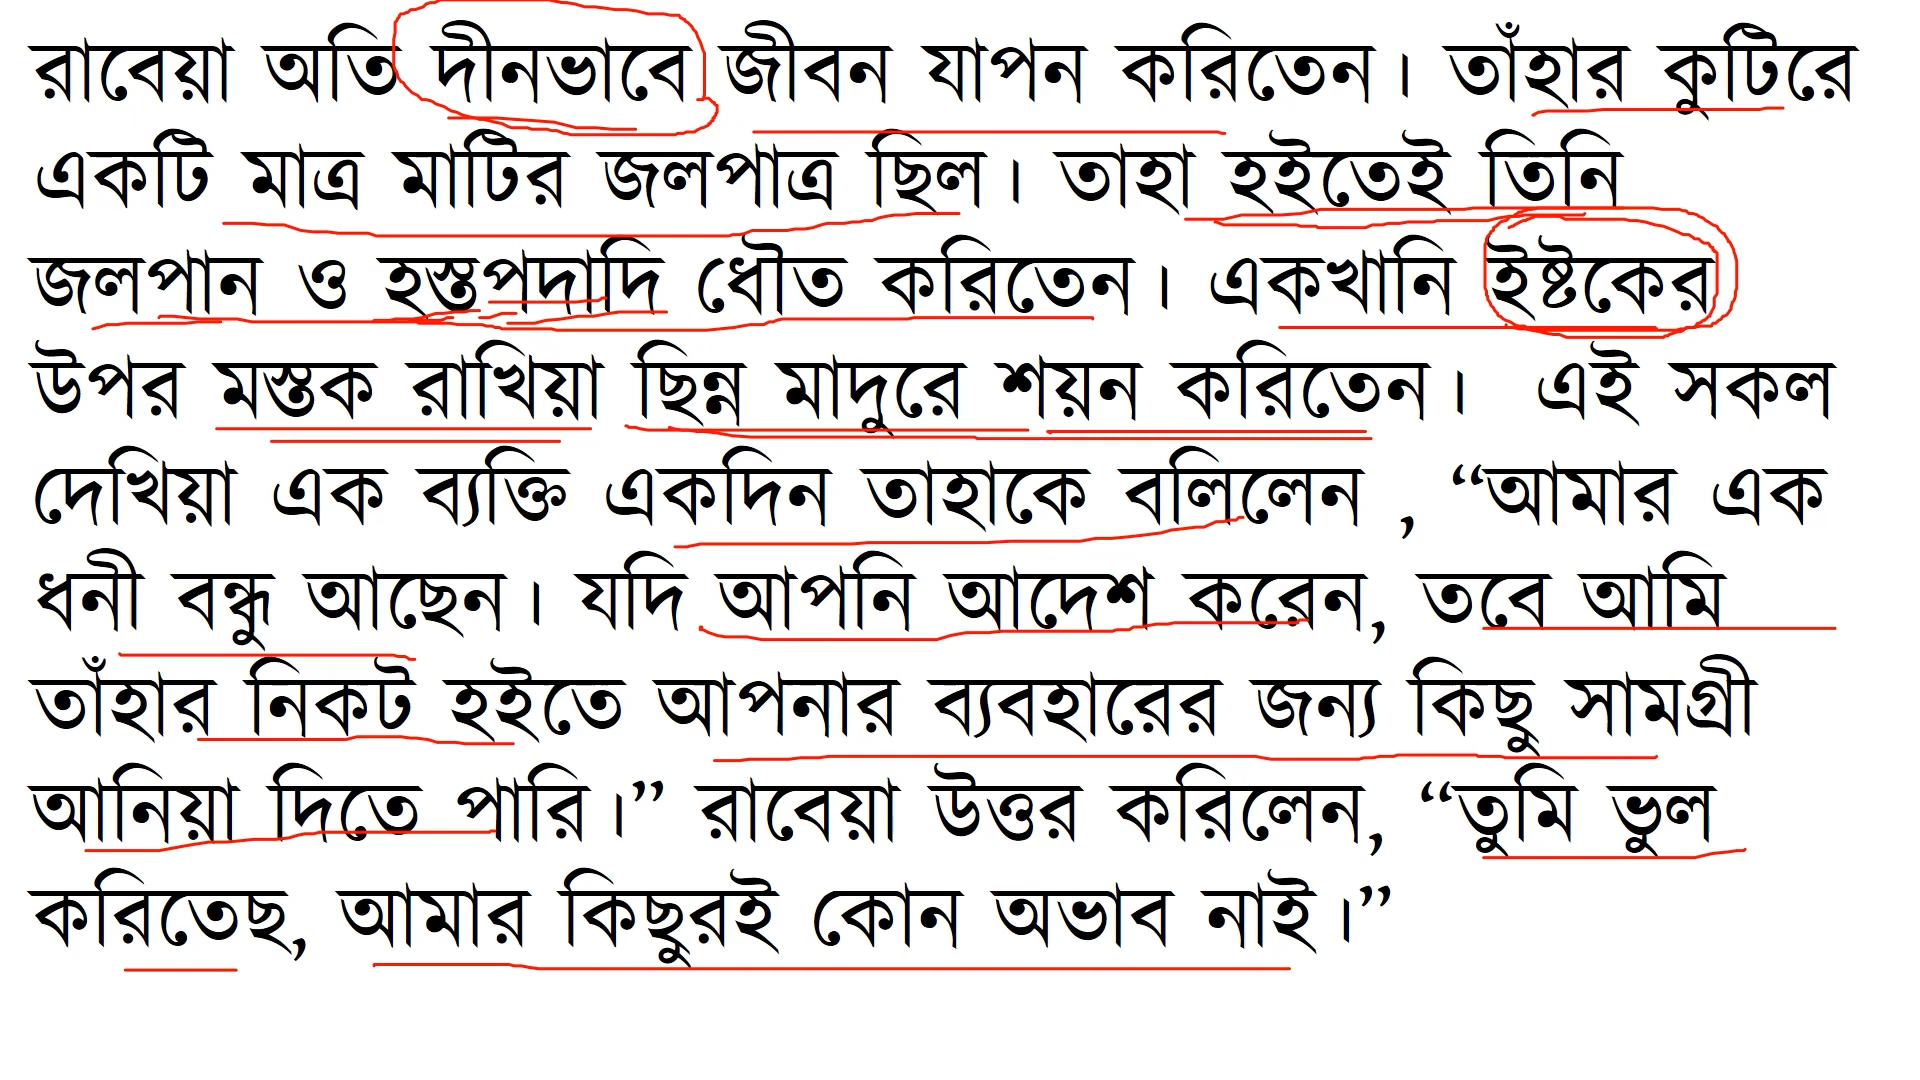 রাবেয়া অতি দীনভাবে জীবন যাপন করিতেন। তাঁহার কুটিরে
একটি মাত্র মাটির জলপাত্র ছিল। তাহা হইতেই তিনি
জলপান ও হস্তপদাদি ধৌত করিতেন। একখানি ইষ্টকের
উপর মস্তক রাখিয়া ছিন্ন মাদুরে শয়ন করিতেন। এই সকল
দেখিয়া এক ব্যক্তি একদিন তাহাকে বলিলেন , “আমার এক
ধনী বন্ধু আছেন। যদি আপনি আদেশ করেন, তবে আমি
তাঁহার নিকট হইতে আপনার ব্যবহারের জন্য কিছু সামগ্রী
আনিয়া দিতে পারি।” রাবেয়া উত্তর করিলেন, “তুমি ভুল
করিতেছ, আমার কিছুরই কোন অভাব নাই।”